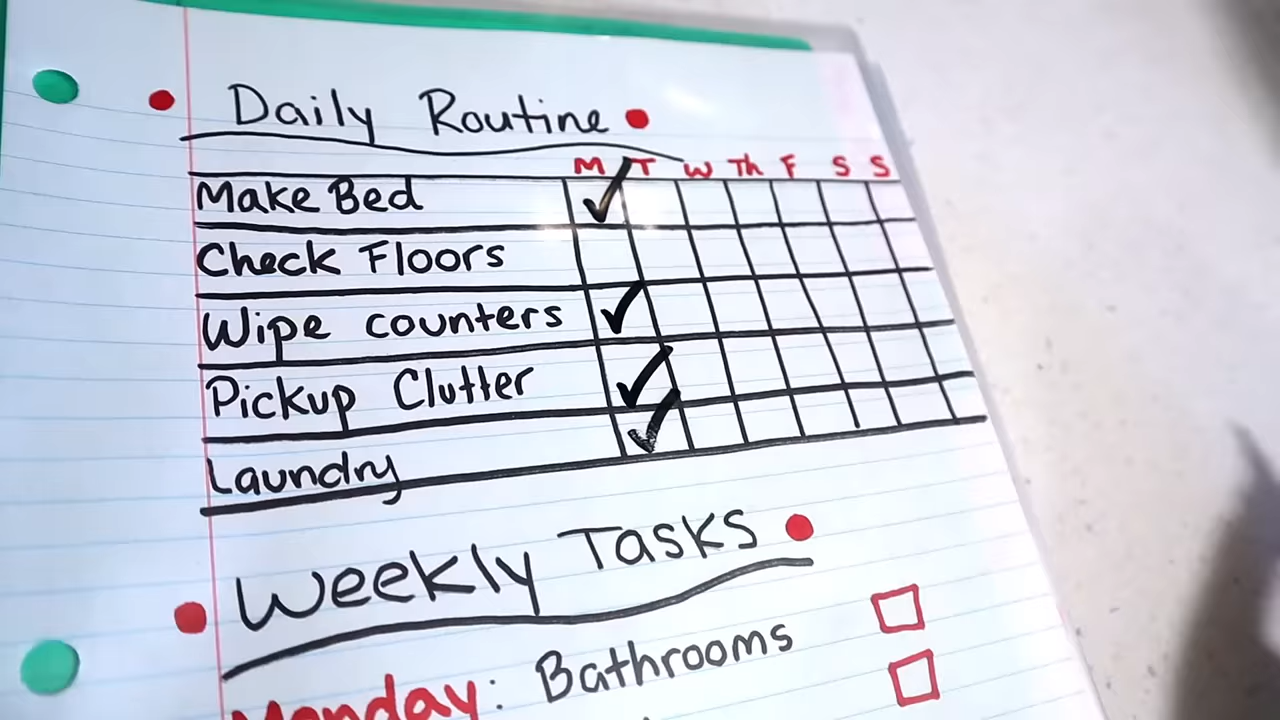 Daily Routine
M T W Th F S S
Make Bed
Check Floors
Wipe counters
Pickup Clutter
Laundry
Weekly Tasks
Monday: Bathrooms